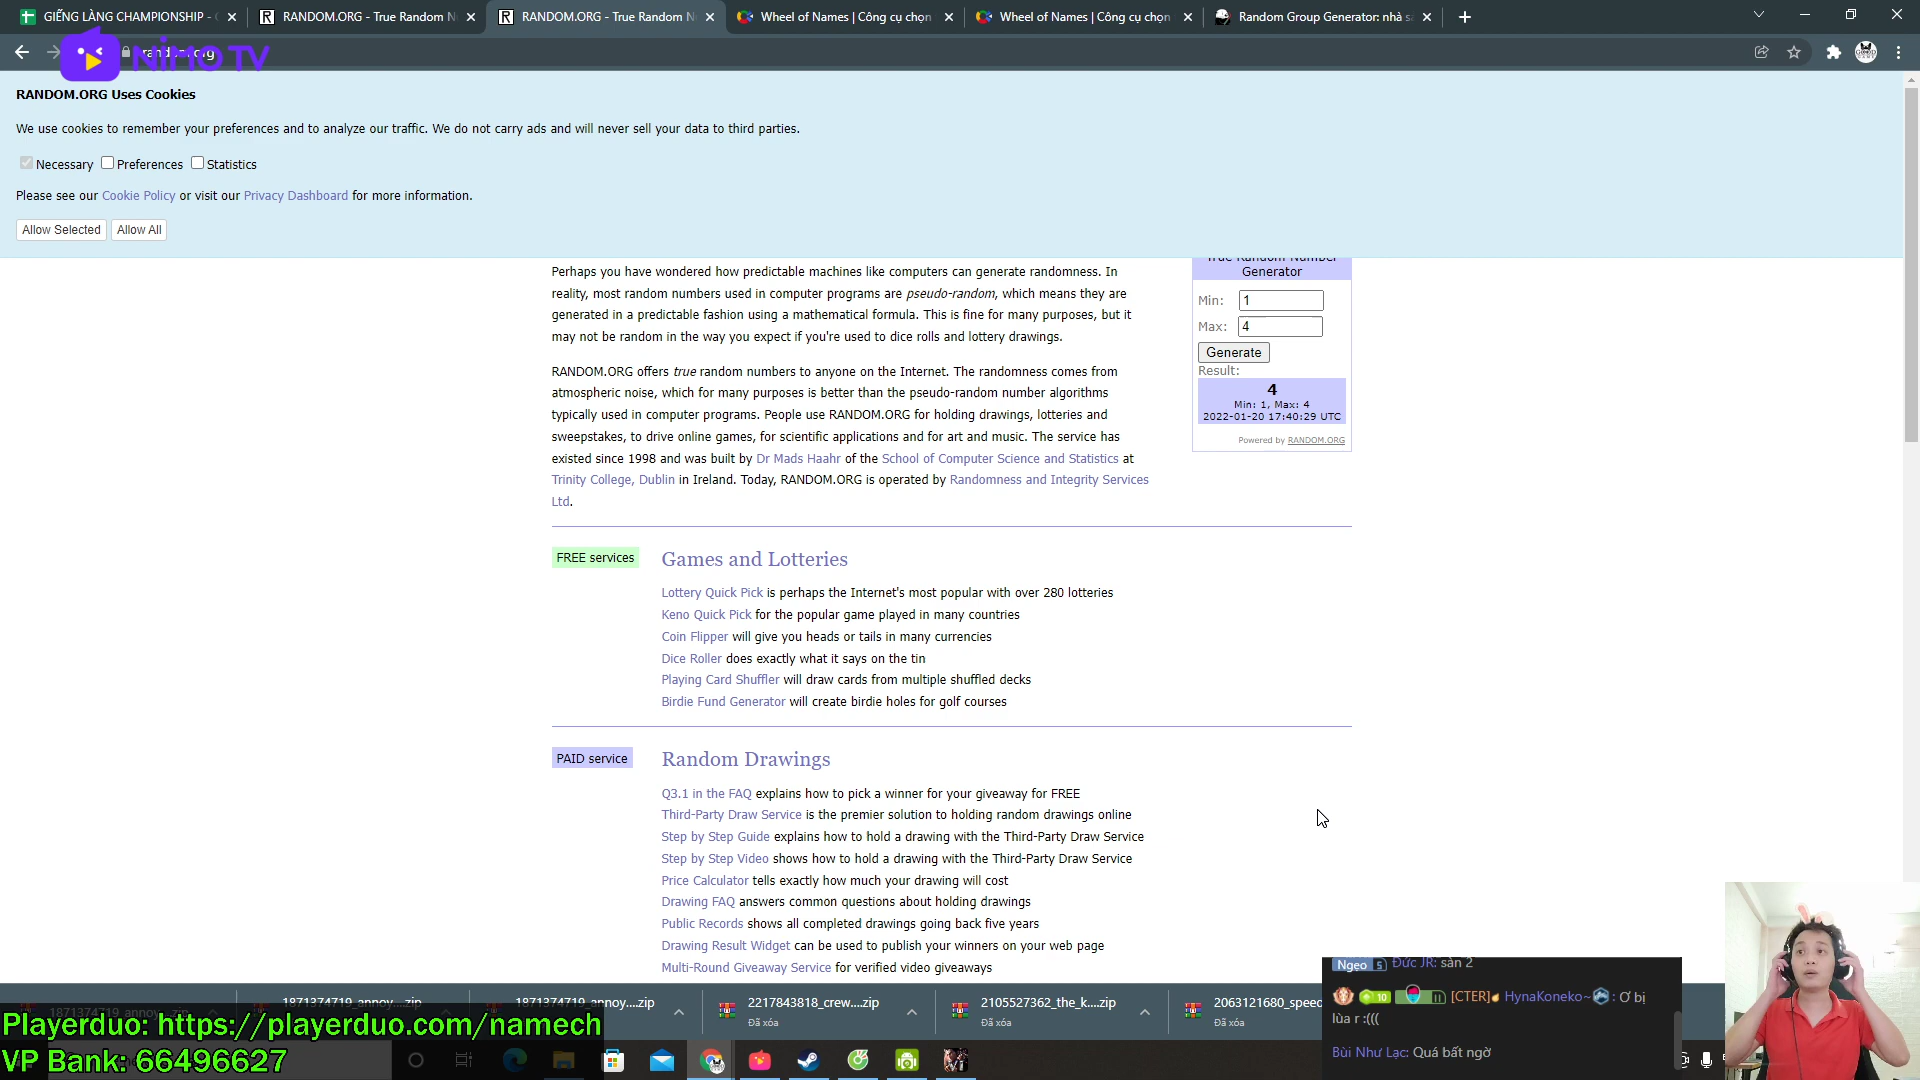 GIẾNG LÀNG CHAMPIONSHIP -
RANDOM.ORG - True Random N
RANDOM.ORG - True Random N
Wheel of Names | Công cụ chọn
Wheel of Names | Công cụ chọn
Random Group Generator: nhà s
NIMO TV
RANDOM.ORG Uses Cookies
We use cookies to remember your preferences and to analyze our traffic. We do not carry ads and will never sell your data to third parties.
Necessary Preferences Statistics
Please see our Cookie Policy or visit our Privacy Dashboard for more information.
Allow Selected Allow All
Perhaps you have wondered how predictable machines like computers can generate randomness. In
reality, most random numbers used in computer programs are pseudo-random, which means they are
generated in a predictable fashion using a mathematical formula. This is fine for many purposes, but it
may not be random in the way you expect if you're used to dice rolls and lottery drawings.
RANDOM.ORG offers true random numbers to anyone on the Internet. The randomness comes from
atmospheric noise, which for many purposes is better than the pseudo-random number algorithms
typically used in computer programs. People use RANDOM.ORG for holding drawings, lotteries and
sweepstakes, to drive online games, for scientific applications and for art and music. The service has
existed since 1998 and was built by Dr Mads Haahr of the School of Computer Science and Statistics at
Trinity College, Dublin in Ireland. Today, RANDOM.ORG is operated by Randomness and Integrity Services
Ltd.
True Random Number
Generator
Min: 1
Max: 4
Generate
Result:
4
Min: 1, Max: 4
2022-01-20 17:40:29 UTC
Powered by RANDOM.ORG
FREE services
Games and Lotteries
Lottery Quick Pick is perhaps the Internet's most popular with over 280 lotteries
Keno Quick Pick for the popular game played in many countries
Coin Flipper will give you heads or tails in many currencies
Dice Roller does exactly what it says on the tin
Playing Card Shuffler will draw cards from multiple shuffled decks
Birdie Fund Generator will create birdie holes for golf courses
PAID service
Random Drawings
Q3.1 in the FAQ explains how to pick a winner for your giveaway for FREE
Third-Party Draw Service is the premier solution to holding random drawings online
Step by Step Guide explains how to hold a drawing with the Third-Party Draw Service
Step by Step Video shows how to hold a drawing with the Third-Party Draw Service
Price Calculator tells exactly how much your drawing will cost
Drawing FAQ answers common questions about holding drawings
Public Records shows all completed drawings going back five years
Drawing Result Widget can be used to publish your winners on your web page
Multi-Round Giveaway Service for verified video giveaways
1871374719_annoy....zip
1871374719_annoy....zip
2217843818_crew....zip
Đã xóa
2105527362_the_k....zip
Đã xóa
2063121680_speed
Đã xóa
Playerduo: https://playerduo.com/namech
VP Bank: 66496627
Ngeo 5 Đức JR: sàn 2
10 11 [CTER] HynaKoneko~ : Ơ bị
lùa r :(((
Bùi Như Lạc: Quá bất ngờ